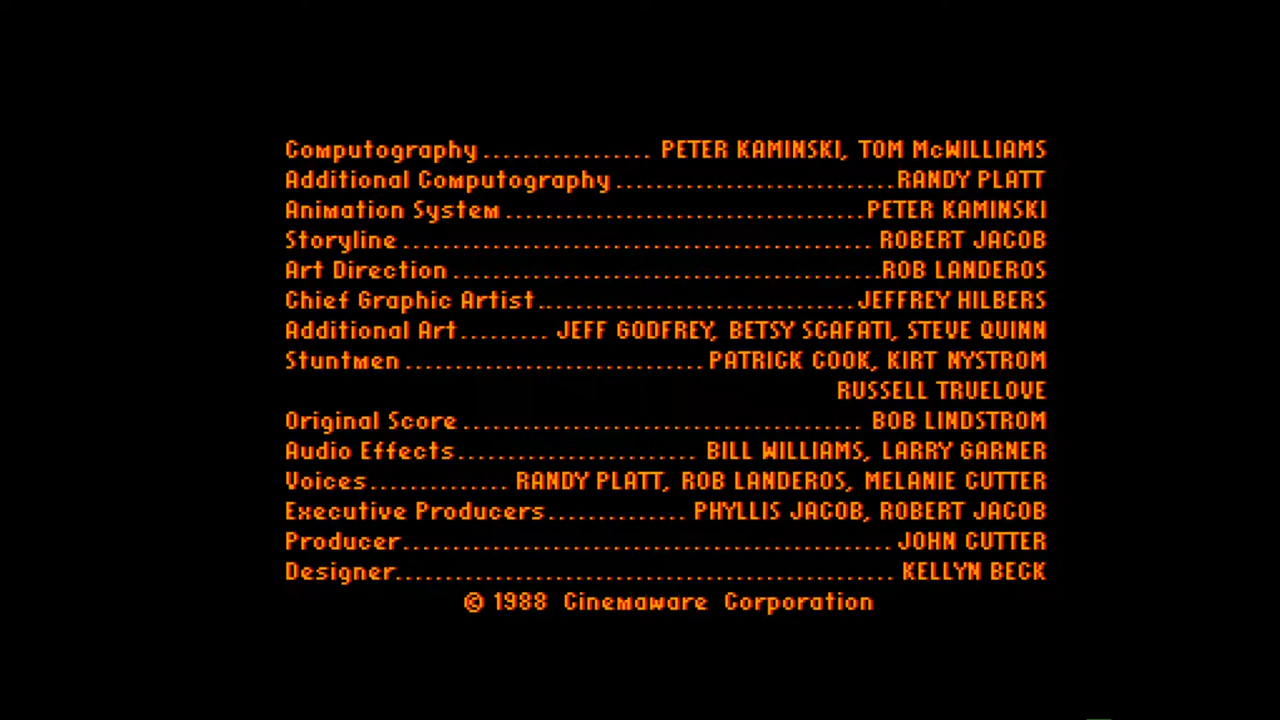 Computography ................. PETER KAMINSKI, TOM McWILLIAMS
Additional Computography ............................RANDY PLATT
Animation System ....................................PETER KAMINSKI
Storyline ............................................... ROBERT JACOB
Art Direction ...........................................ROB LANDEROS
Chief Graphic Artist................................JEFFREY HILBERS
Additional Art......... JEFF GODFREY, BETSY SCAFATI, STEVE QUINN
Stuntmen .............................. PATRICK COOK, KIRT NYSTROM
RUSSELL TRUELOVE
Original Score ........................................ BOB LINDSTROM
Audio Effects........................ BILL WILLIAMS, LARRY GARNER
Voices.............. RANDY PLATT, ROB LANDEROS, MELANIE CUTTER
Executive Producers.............. PHYLLIS JACOB, ROBERT JACOB
Producer................................................. JOHN CUTTER
Designer.................................................. KELLYN BECK
© 1988 Cinemaware Corporation